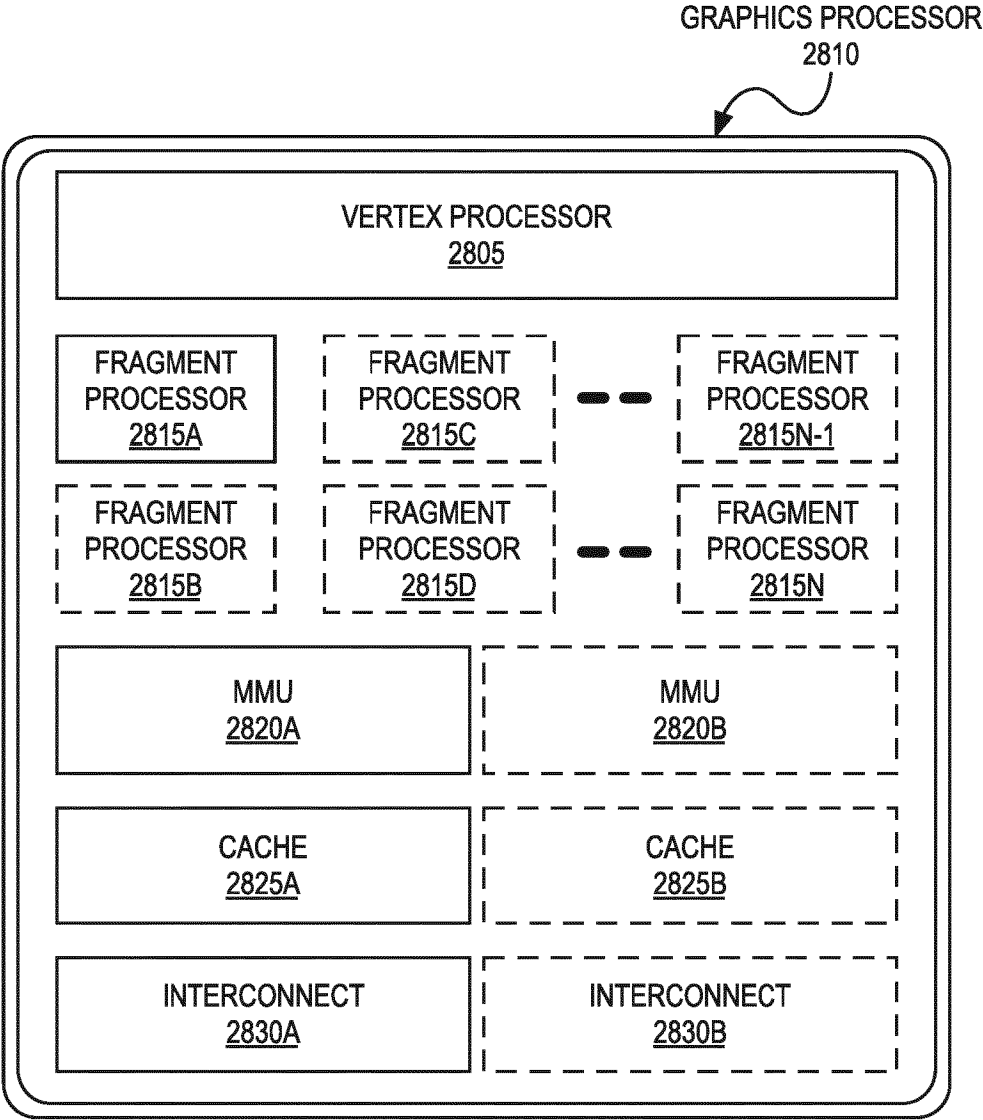 GRAPHICS PROCESSOR
2810
VERTEX PROCESSOR
2805
FRAGMENT
PROCESSOR
2815A
FRAGMENT
PROCESSOR
2815C
FRAGMENT
PROCESSOR
2815N-1
FRAGMENT
PROCESSOR
2815B
FRAGMENT
PROCESSOR
2815D
FRAGMENT
PROCESSOR
2815N
MMU
2820A
MMU
2820B
CACHE
2825A
CACHE
2825B
INTERCONNECT
2830A
INTERCONNECT
2830B